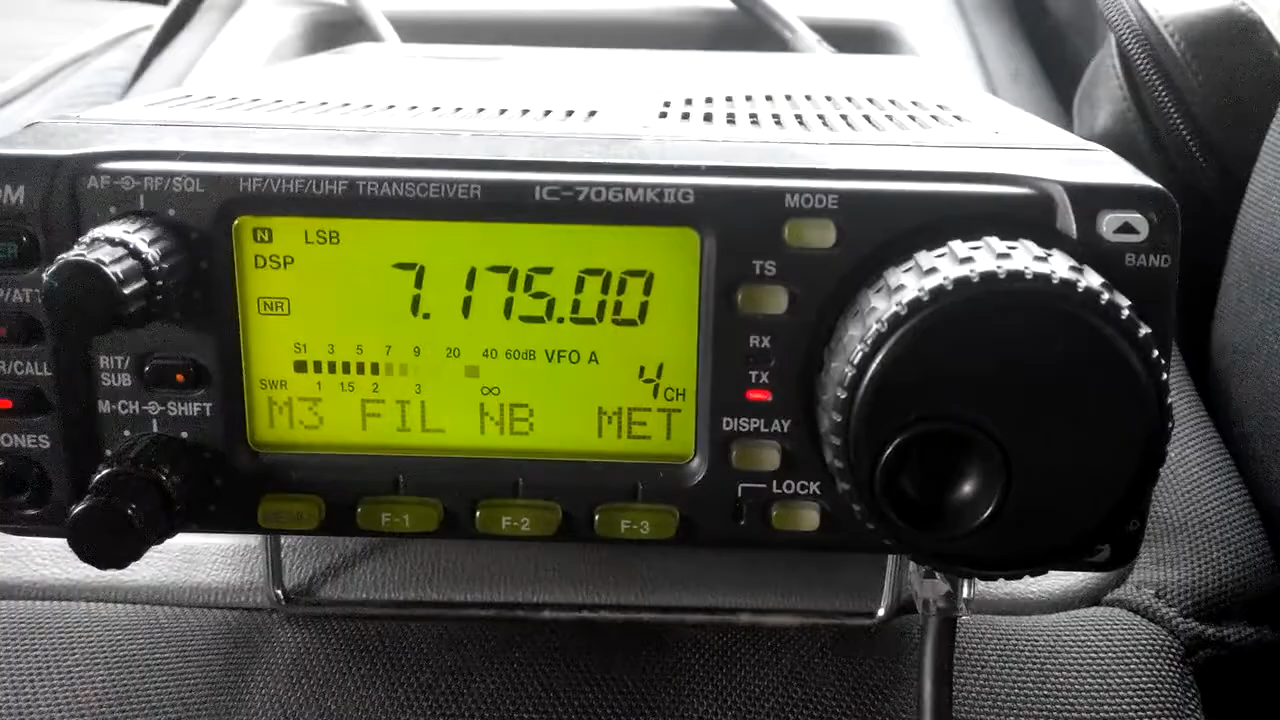 AF RF/SQL
HF/VHF/UHF TRANSCEIVER
IC-706MKIIG
MODE
BAND
N LSB
DSP
7.175.00
NR
TS
P/ATT
S1 3 5 7 9 20 40 60dB VFO A
RX
TX
R/CALL
RIT/
SUB
SWR 1 1.5 2 3 ∞
4 CH
M-CH SHIFT
M3 FIL NB MET
DISPLAY
LOCK
F-1 F-2 F-3